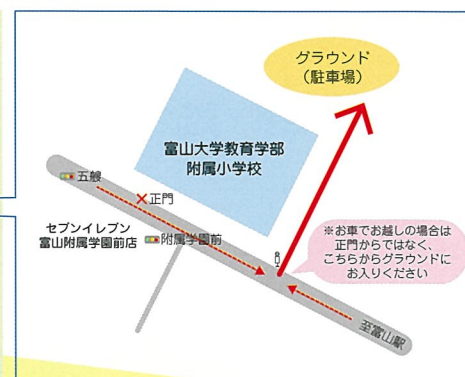 グラウンド
（駐車場）
富山大学教育学部
附属小学校
五艘
正門
セブンイレブン
富山附属学園前店
附属学園前
※お車でお越しの場合は
正門からではなく、
こちらからグラウンドに
お入りください
至富山駅